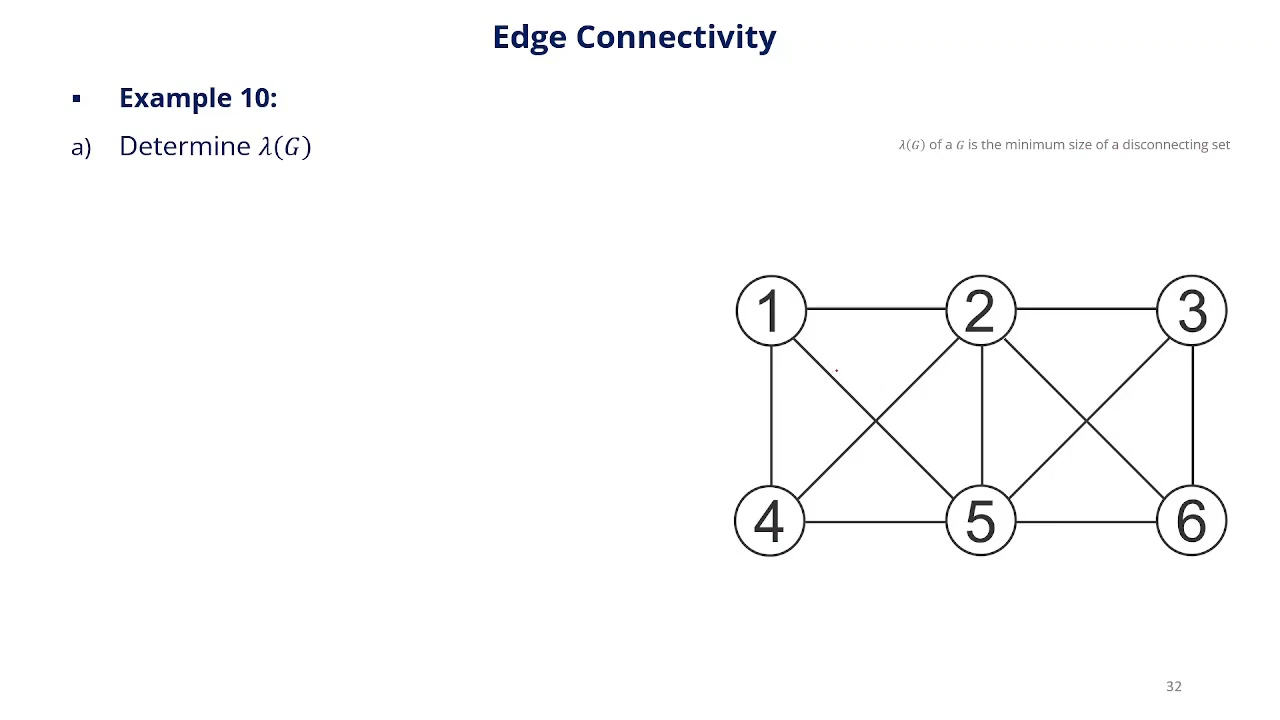 Edge Connectivity
▪ Example 10:
a) Determine λ(G)
λ(G) of a G is the minimum size of a disconnecting set
1 2 3
4 5 6
32